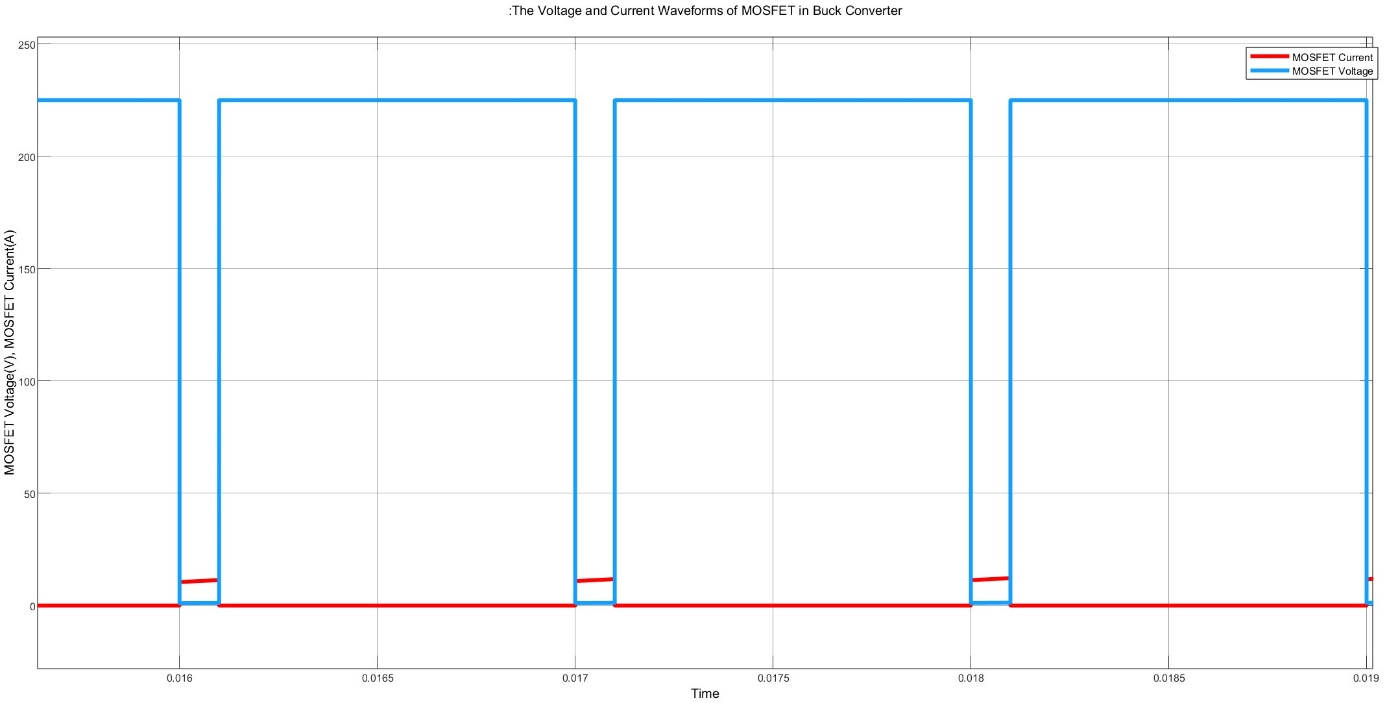 :The Voltage and Current Waveforms of MOSFET in Buck Converter
MOSFET Current
MOSFET Voltage
MOSFET Voltage(V), MOSFET Current(A)
250
200
150
100
50
0
0.016
0.0165
0.017
0.0175
0.018
0.0185
0.019
Time